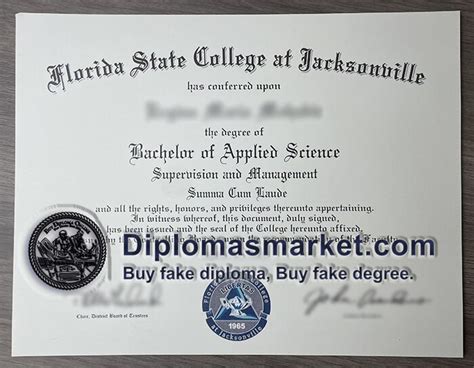 Florida State College at Jacksonville
has conferred upon
the degree of
Bachelor of Applied Science
Supervision and Management
Summa Cum Laude
and all the rights, honors, and privileges thereunto appertaining.
In witness whereof, this document, duly signed,
has been issued and the seal of the College hereunto affixed,
Diplomasmarket.com
Buy fake diploma, Buy fake degree.
Chair, District Board of Trustees
Florida State College
1965
at Jacksonville